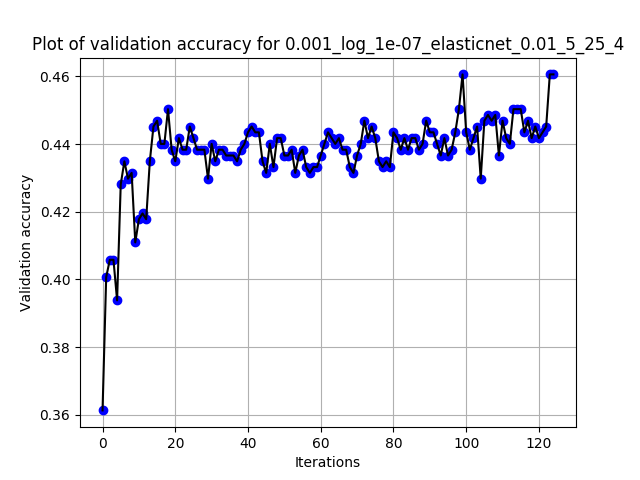 Plot of validation accuracy for 0.001_log_1e-07_elasticnet_0.01_5_25_4
0.46
0.44
0.42
0.40
0.38
0.36
Validation accuracy
0 20 40 60 80 100 120
Iterations